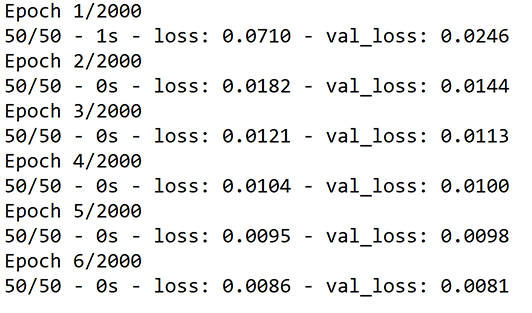 Epoch 1/2000
50/50 - 1s - loss: 0.0710 - val_loss: 0.0246
Epoch 2/2000
50/50 - 0s - loss: 0.0182 - val_loss: 0.0144
Epoch 3/2000
50/50 - 0s - loss: 0.0121 - val_loss: 0.0113
Epoch 4/2000
50/50 - 0s - loss: 0.0104 - val_loss: 0.0100
Epoch 5/2000
50/50 - 0s - loss: 0.0095 - val_loss: 0.0098
Epoch 6/2000
50/50 - 0s - loss: 0.0086 - val_loss: 0.0081